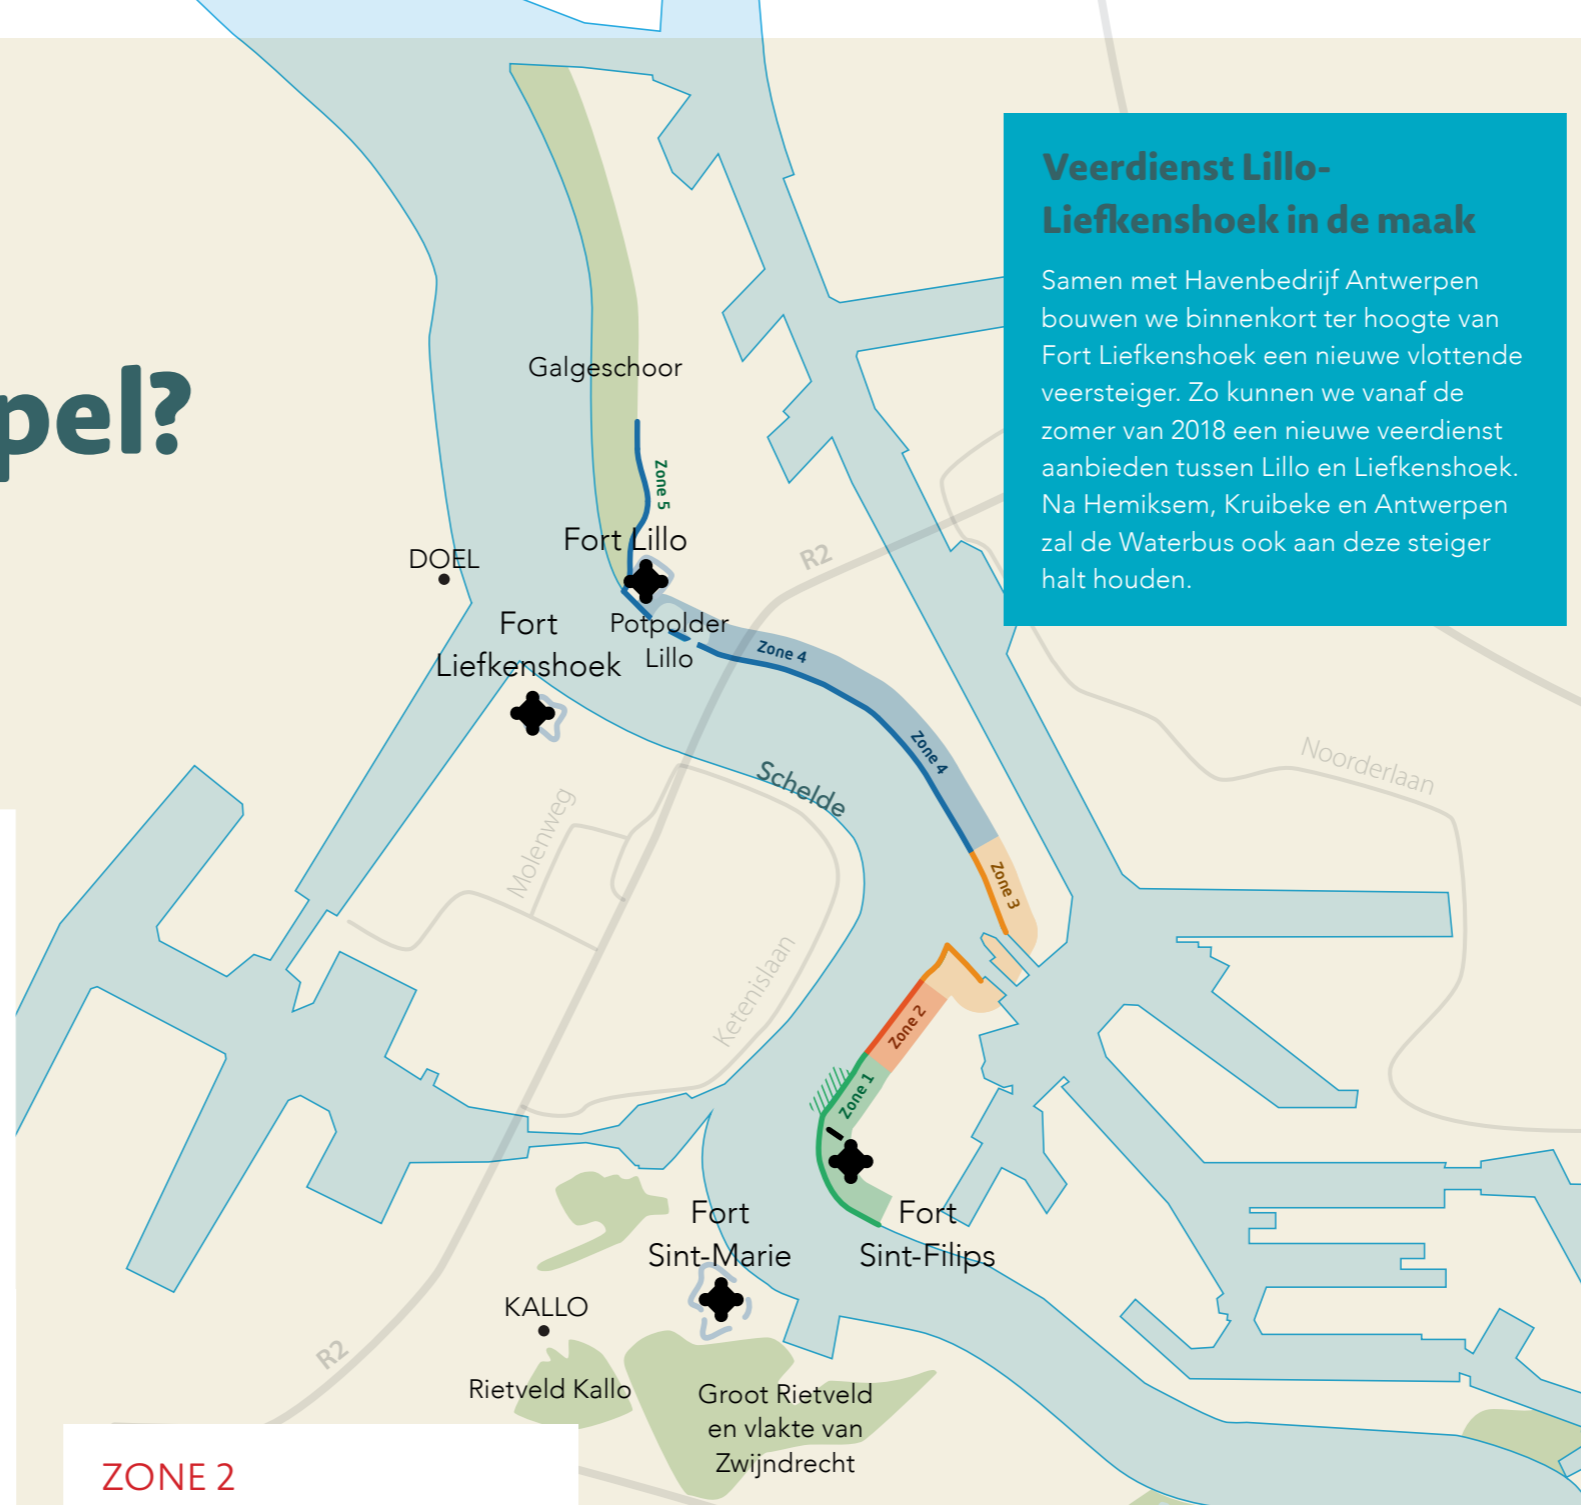 pel?
Veerdienst Lillo-
Liefkenshoek in de maak
Samen met Havenbedrijf Antwerpen
bouwen we binnenkort ter hoogte van
Fort Liefkenshoek een nieuwe vlottende
veersteiger. Zo kunnen we vanaf de
zomer van 2018 een nieuwe veerdienst
aanbieden tussen Lillo en Liefkenshoek.
Na Hemiksem, Kruibeke en Antwerpen
zal de Waterbus ook aan deze steiger
halt houden.
Galgeschoor
Zone 5
Fort Lillo
DOEL
R2
Fort
Liefkenshoek
Potpolder
Lillo
Zone 4
Zone 4
Schelde
Noorderlaan
Molenweg
Zone 3
Ketenislaan
Zone 2
Zone 1
Fort
Sint-Marie
Fort
Sint-Filips
KALLO
R2
Rietveld Kallo
Groot Rietveld
en vlakte van
Zwijndrecht
ZONE 2